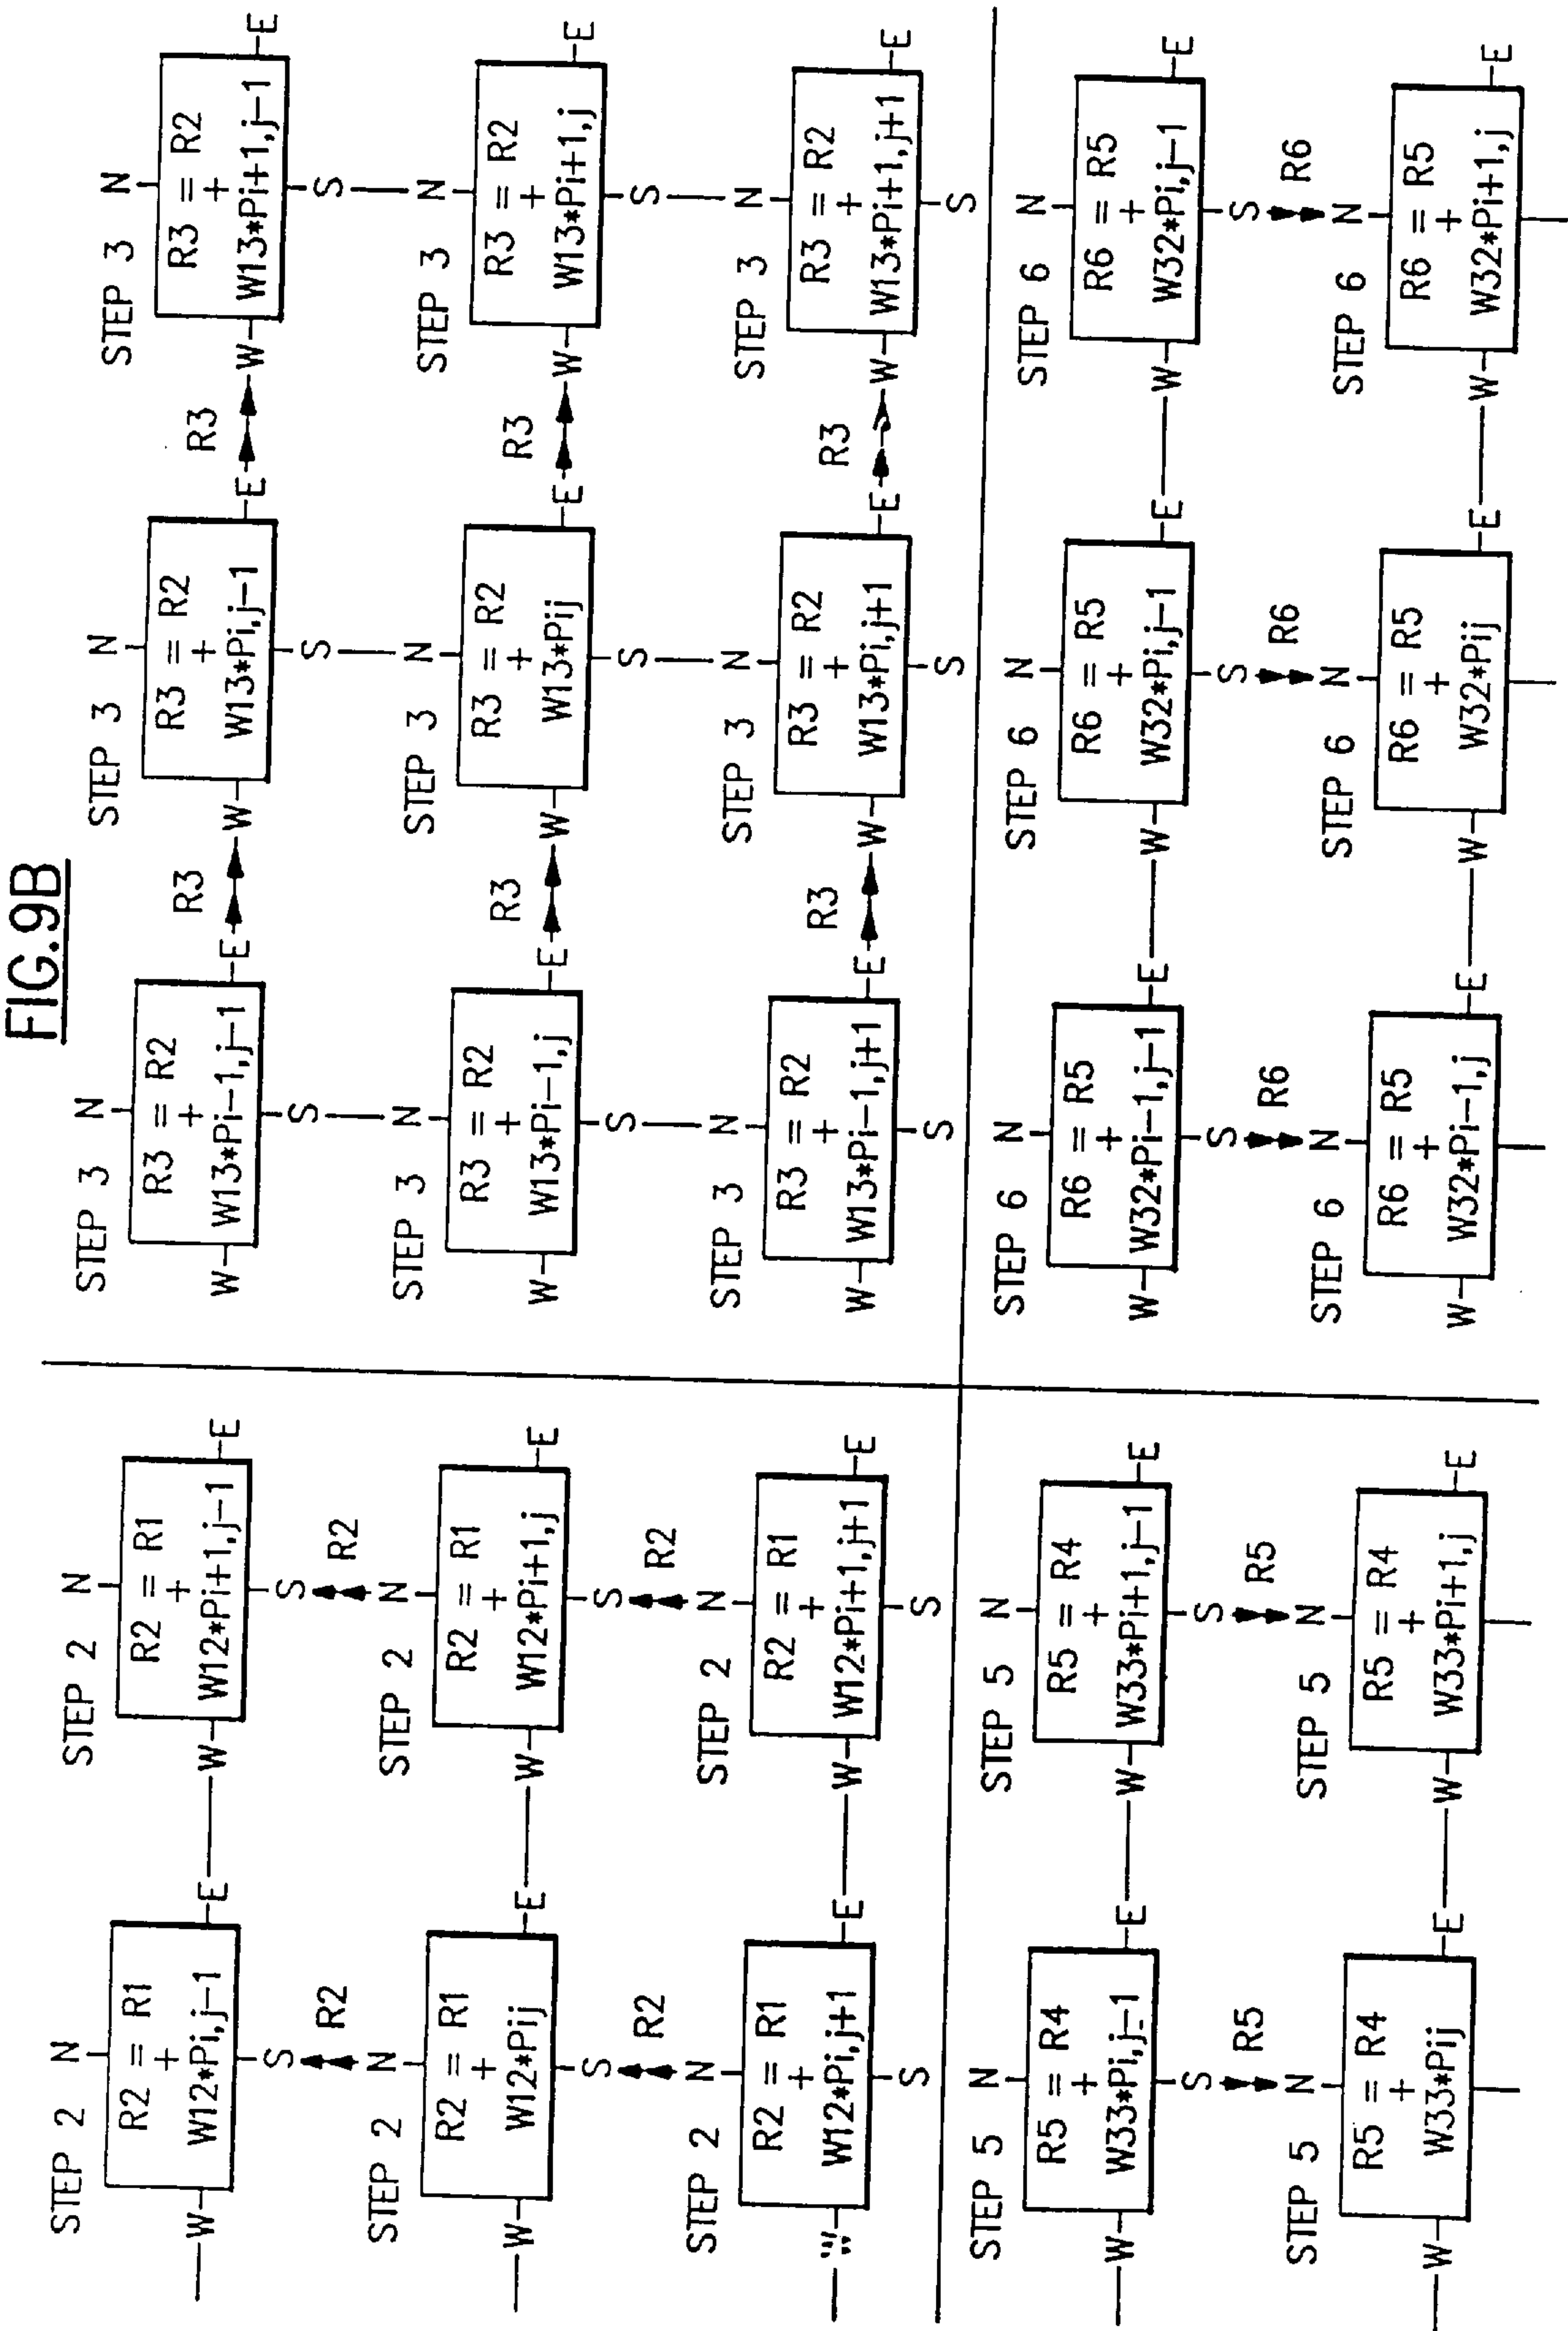 FIG.9B
STEP 2 N STEP 2 N
R2 = R1 R2 = R1
+ +
W W12*Pi,j-1 E W W12*Pi+1,j-1 E
S S
R2 R2
STEP 2 N STEP 2 N
R2 = R1 R2 = R1
+ +
W W12*Pij E W W12*Pi+1,j E
S S
R2 R2
STEP 2 N STEP 2 N
R2 = R1 R2 = R1
+ +
W12*Pi,j+1 E W W12*Pi+1,j+1 E
S S
STEP 3 N STEP 3 N STEP 3 N
R3 = R2 R3 R3 = R2 R3 R3 = R2
+ + +
W W13*Pi-1,j-1 E W W13*Pi,j-1 E W W13*Pi+1,j-1 E
S S S
STEP 3 N STEP 3 N STEP 3 N
R3 = R2 R3 R3 = R2 R3 R3 = R2
+ + +
W W13*Pi-1,j E W W13*Pij E W W13*Pi+1,j E
S S S
STEP 3 N STEP 3 N STEP 3 N
R3 = R2 R3 R3 = R2 R3 R3 = R2
+ + +
W W13*Pi-1,j+1 E W W13*Pi,j+1 E W W13*Pi+1,j+1 E
S S S
STEP 5 N STEP 5 N
R5 = R4 R5 = R4
+ +
W W33*Pi,j-1 E W W33*Pi+1,j-1 E
S S
R5 R5
STEP 5 N STEP 5 N
R5 = R4 R5 = R4
+ +
W W33*Pij E W W33*Pi+1,j E
STEP 6 N STEP 6 N STEP 6 N
R6 = R5 R6 = R5 R6 = R5
+ + +
W W32*Pi-1,j-1 E W W32*Pi,j-1 E W W32*Pi,j-1 E
S S S
R6 R6 R6
STEP 6 N STEP 6 N STEP 6 N
R6 = R5 R6 = R5 R6 = R5
+ + +
W W32*Pi-1,j E W W32*Pij E W W32*Pi+1,j E